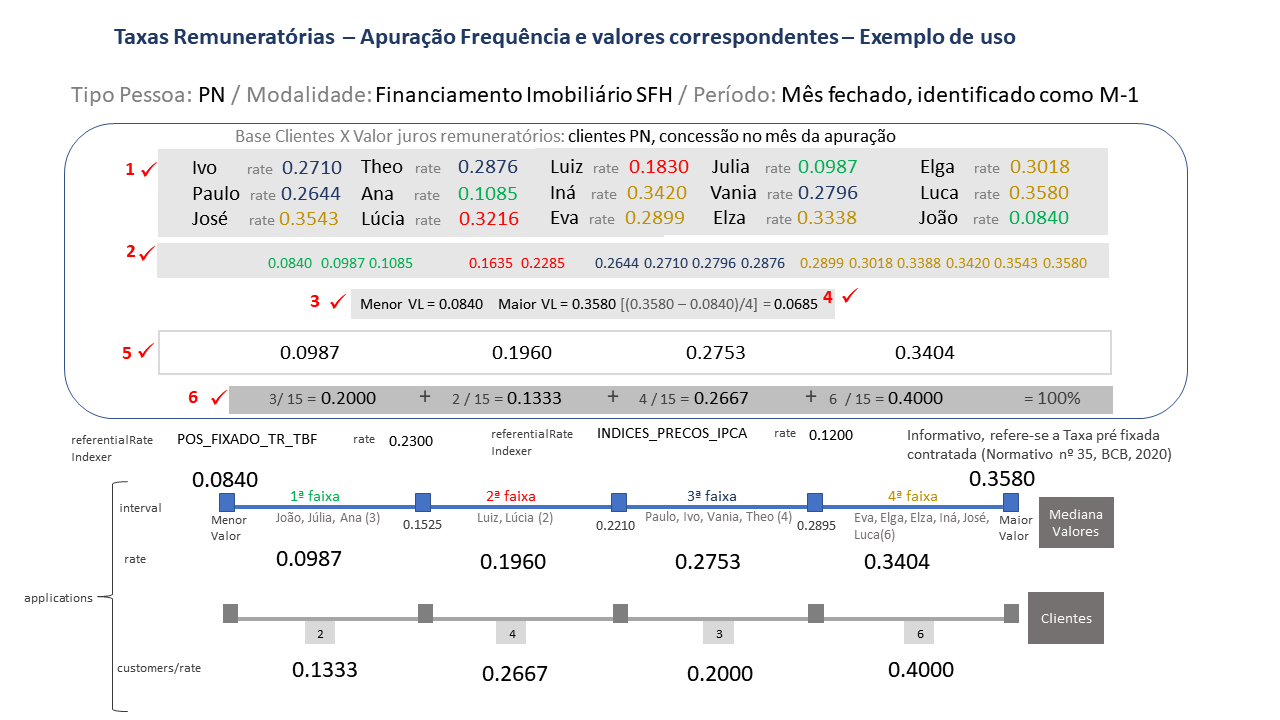 Taxas Remuneratórias – Apuração Frequência e valores correspondentes – Exemplo de uso
Tipo Pessoa: PN / Modalidade: Financiamento Imobiliário SFH / Período: Mês fechado, identificado como M-1
Base Clientes X Valor juros remuneratórios: clientes PN, concessão no mês da apuração
1 ✓ Ivo rate 0.2710 Theo rate 0.2876 Luiz rate 0.1830 Julia rate 0.0987 Elga rate 0.3018
Paulo rate 0.2644 Ana rate 0.1085 Iná rate 0.3420 Vania rate 0.2796 Luca rate 0.3580
José rate 0.3543 Lúcia rate 0.3216 Eva rate 0.2899 Elza rate 0.3338 João rate 0.0840
2 ✓ 0.0840 0.0987 0.1085 0.1635 0.2285 0.2644 0.2710 0.2796 0.2876 0.2899 0.3018 0.3388 0.3420 0.3543 0.3580
3 ✓ Menor VL = 0.0840 Maior VL = 0.3580 [(0.3580 – 0.0840)/4] = 0.0685 4 ✓
5 ✓ 0.0987 0.1960 0.2753 0.3404
6 ✓ 3/ 15 = 0.2000 + 2 / 15 = 0.1333 + 4 / 15 = 0.2667 + 6 / 15 = 0.4000 = 100%
referentialRate Indexer POS_FIXADO_TR_TBF rate 0.2300
referentialRate Indexer INDICES_PRECOS_IPCA rate 0.1200
Informativo, refere-se a Taxa pré fixada
contratada (Normativo nº 35, BCB, 2020)
0.0840 0.3580
1ª faixa 2ª faixa 3ª faixa 4ª faixa
interval
Menor Valor
João, Júlia, Ana (3)
0.1525
Luiz, Lúcia (2)
0.2210
Paulo, Ivo, Vania, Theo (4)
0.2895
Eva, Elga, Elza, Iná, José,
Luca(6)
Maior Valor
Mediana
Valores
rate 0.0987 0.1960 0.2753 0.3404
applications
2 4 3 6
Clientes
customers/rate 0.1333 0.2667 0.2000 0.4000